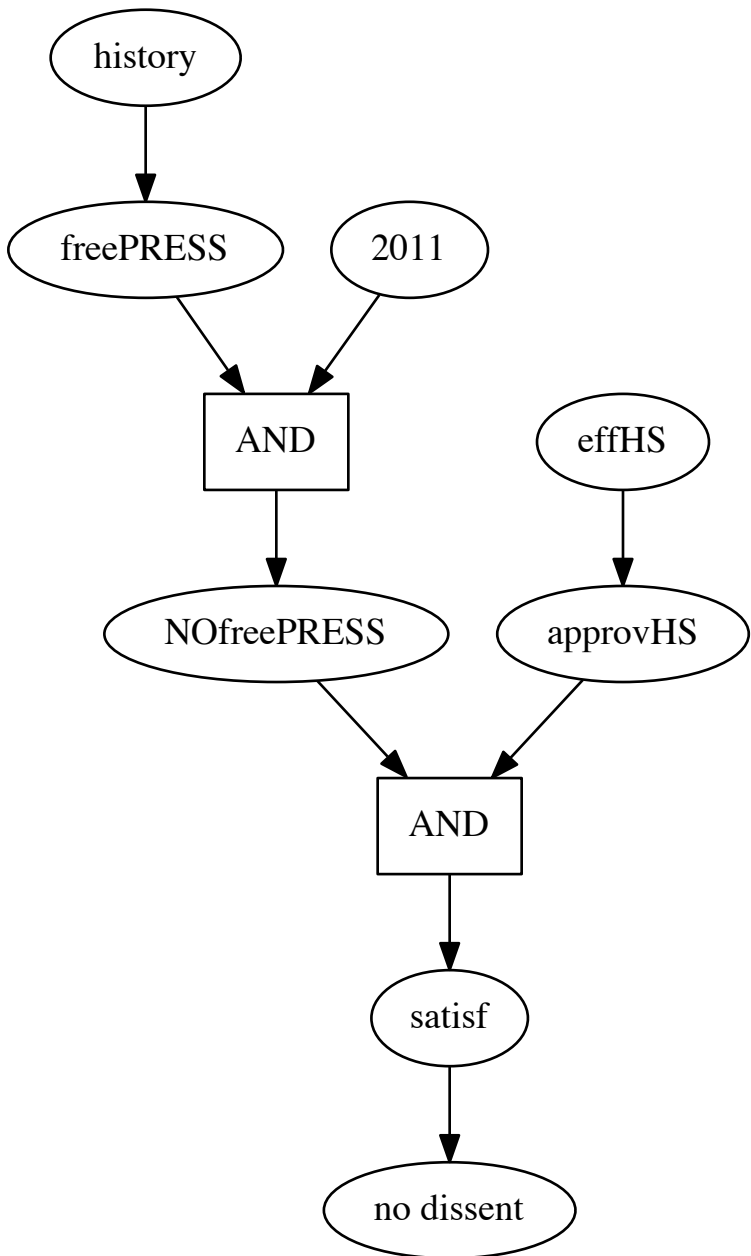 history
freePRESS
2011
AND
effHS
NOfreePRESS
approvHS
AND
satisf
no dissent